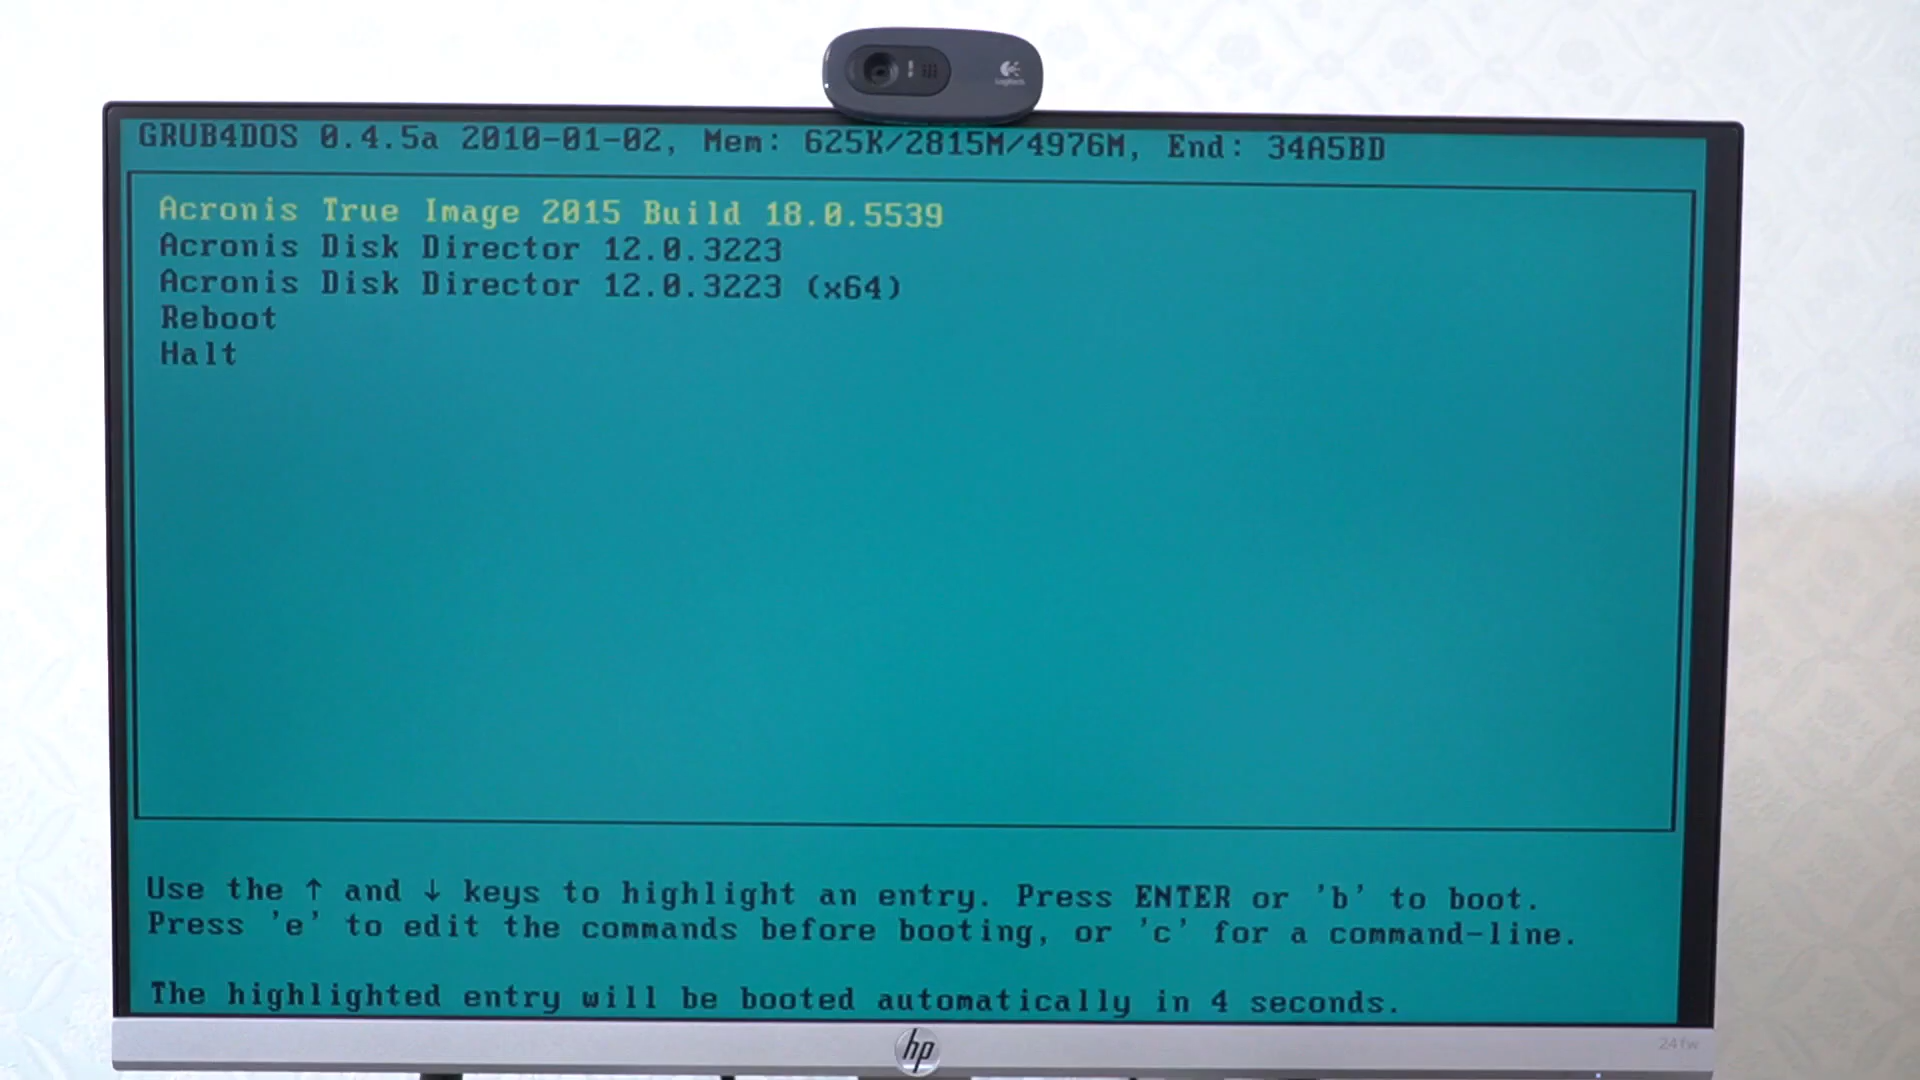 Logitech
GRUB4DOS 0.4.5a 2010-01-02, Mem: 625K/2815M/4976M, End: 34A5BD
Acronis True Image 2015 Build 18.0.5539
Acronis Disk Director 12.0.3223
Acronis Disk Director 12.0.3223 (x64)
Reboot
Halt
Use the ↑ and ↓ keys to highlight an entry. Press ENTER or 'b' to boot.
Press 'e' to edit the commands before booting, or 'c' for a command-line.
The highlighted entry will be booted automatically in 4 seconds.
hp
24fw